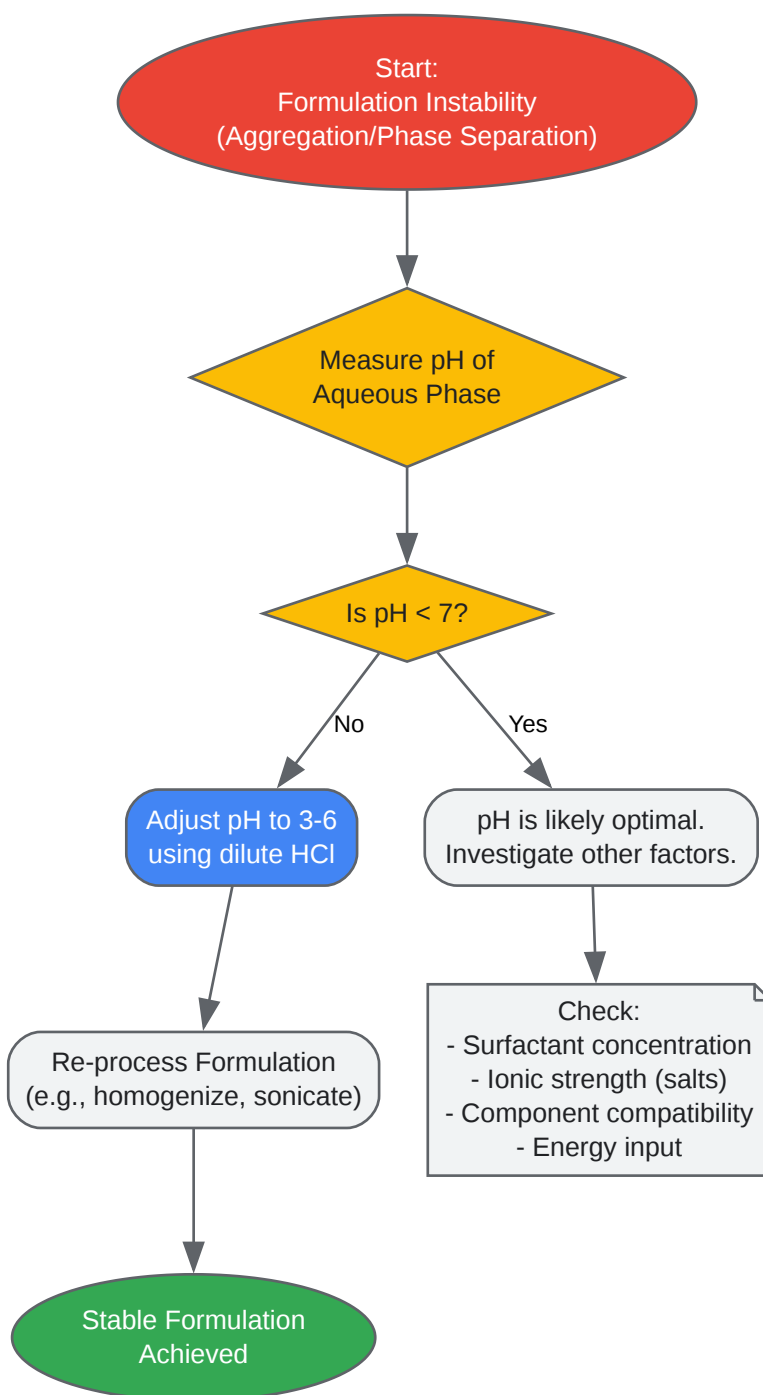 Start:
Formulation Instability
(Aggregation/Phase Separation)
Measure pH of
Aqueous Phase
Is pH < 7?
No
Yes
Adjust pH to 3-6
using dilute HCl
pH is likely optimal.
Investigate other factors.
Re-process Formulation
(e.g., homogenize, sonicate)
Check:
- Surfactant concentration
- Ionic strength (salts)
- Component compatibility
- Energy input
Stable Formulation
Achieved